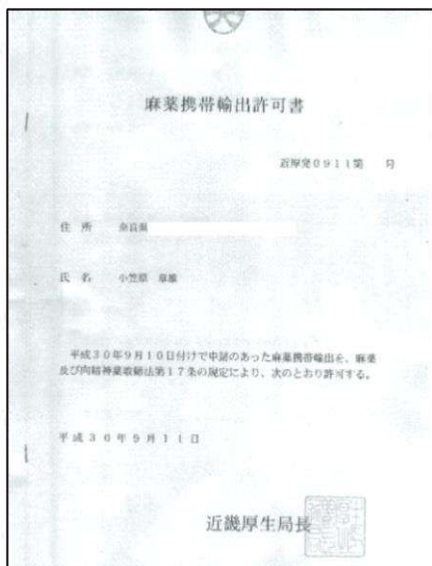 麻薬携帯輸出許可書
近厚発0911第　号
住 所　奈良県
氏 名　小笠原
平成30年9月10日付けで申請のあった麻薬携帯輸出を、麻薬
及び向精神薬取締法第17条の規定により、次のとおり許可する。
平成30年9月11日
近畿厚生局長